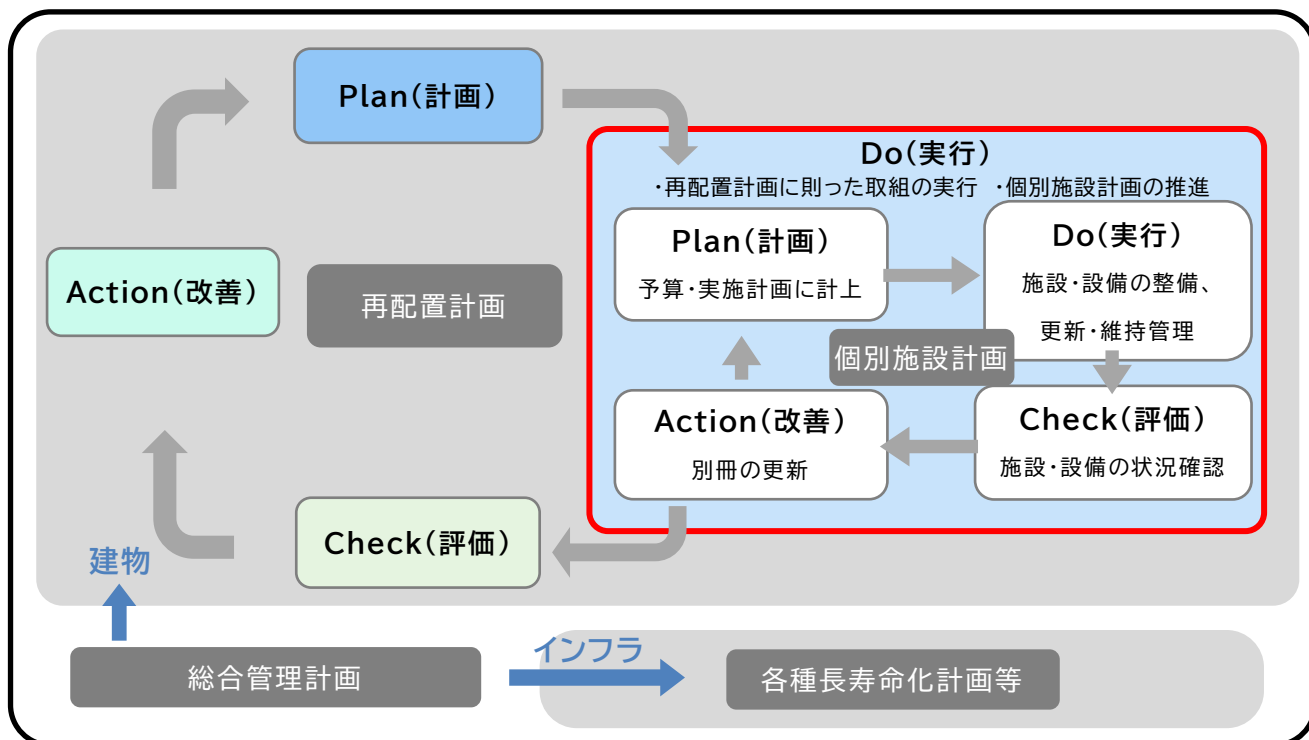 Plan(計画)
Do(実行)
・再配置計画に則った取組の実行 ・個別施設計画の推進
Plan(計画)
予算・実施計画に計上
Do(実行)
施設・設備の整備、
更新・維持管理
Action(改善)
再配置計画
個別施設計画
Action(改善)
別冊の更新
Check(評価)
施設・設備の状況確認
Check(評価)
建物
インフラ
総合管理計画
各種長寿命化計画等